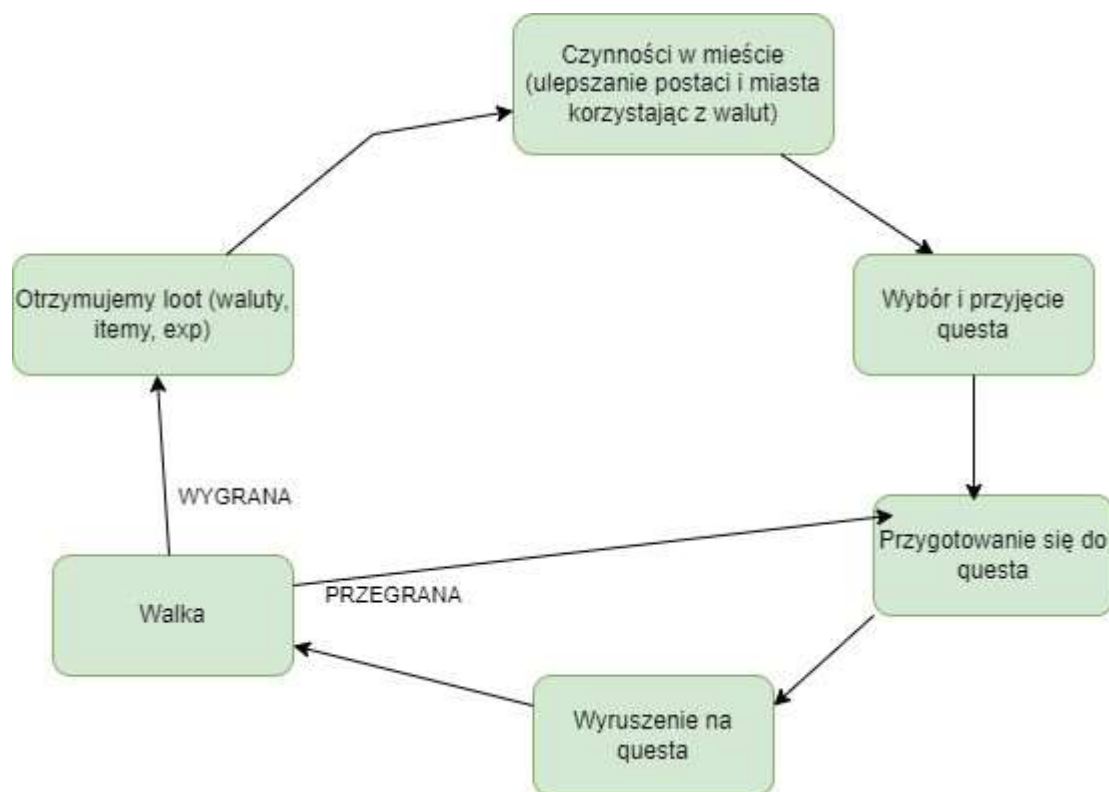 Czynności w mieście
(ulepszanie postaci i miasta
korzystając z walut)
Otrzymujemy loot (waluty,
itemy, exp)
Wybór i przyjęcie
questa
WYGRANA
Przygotowanie się do
questa
PRZEGRANA
Walka
Wyruszenie na
questa